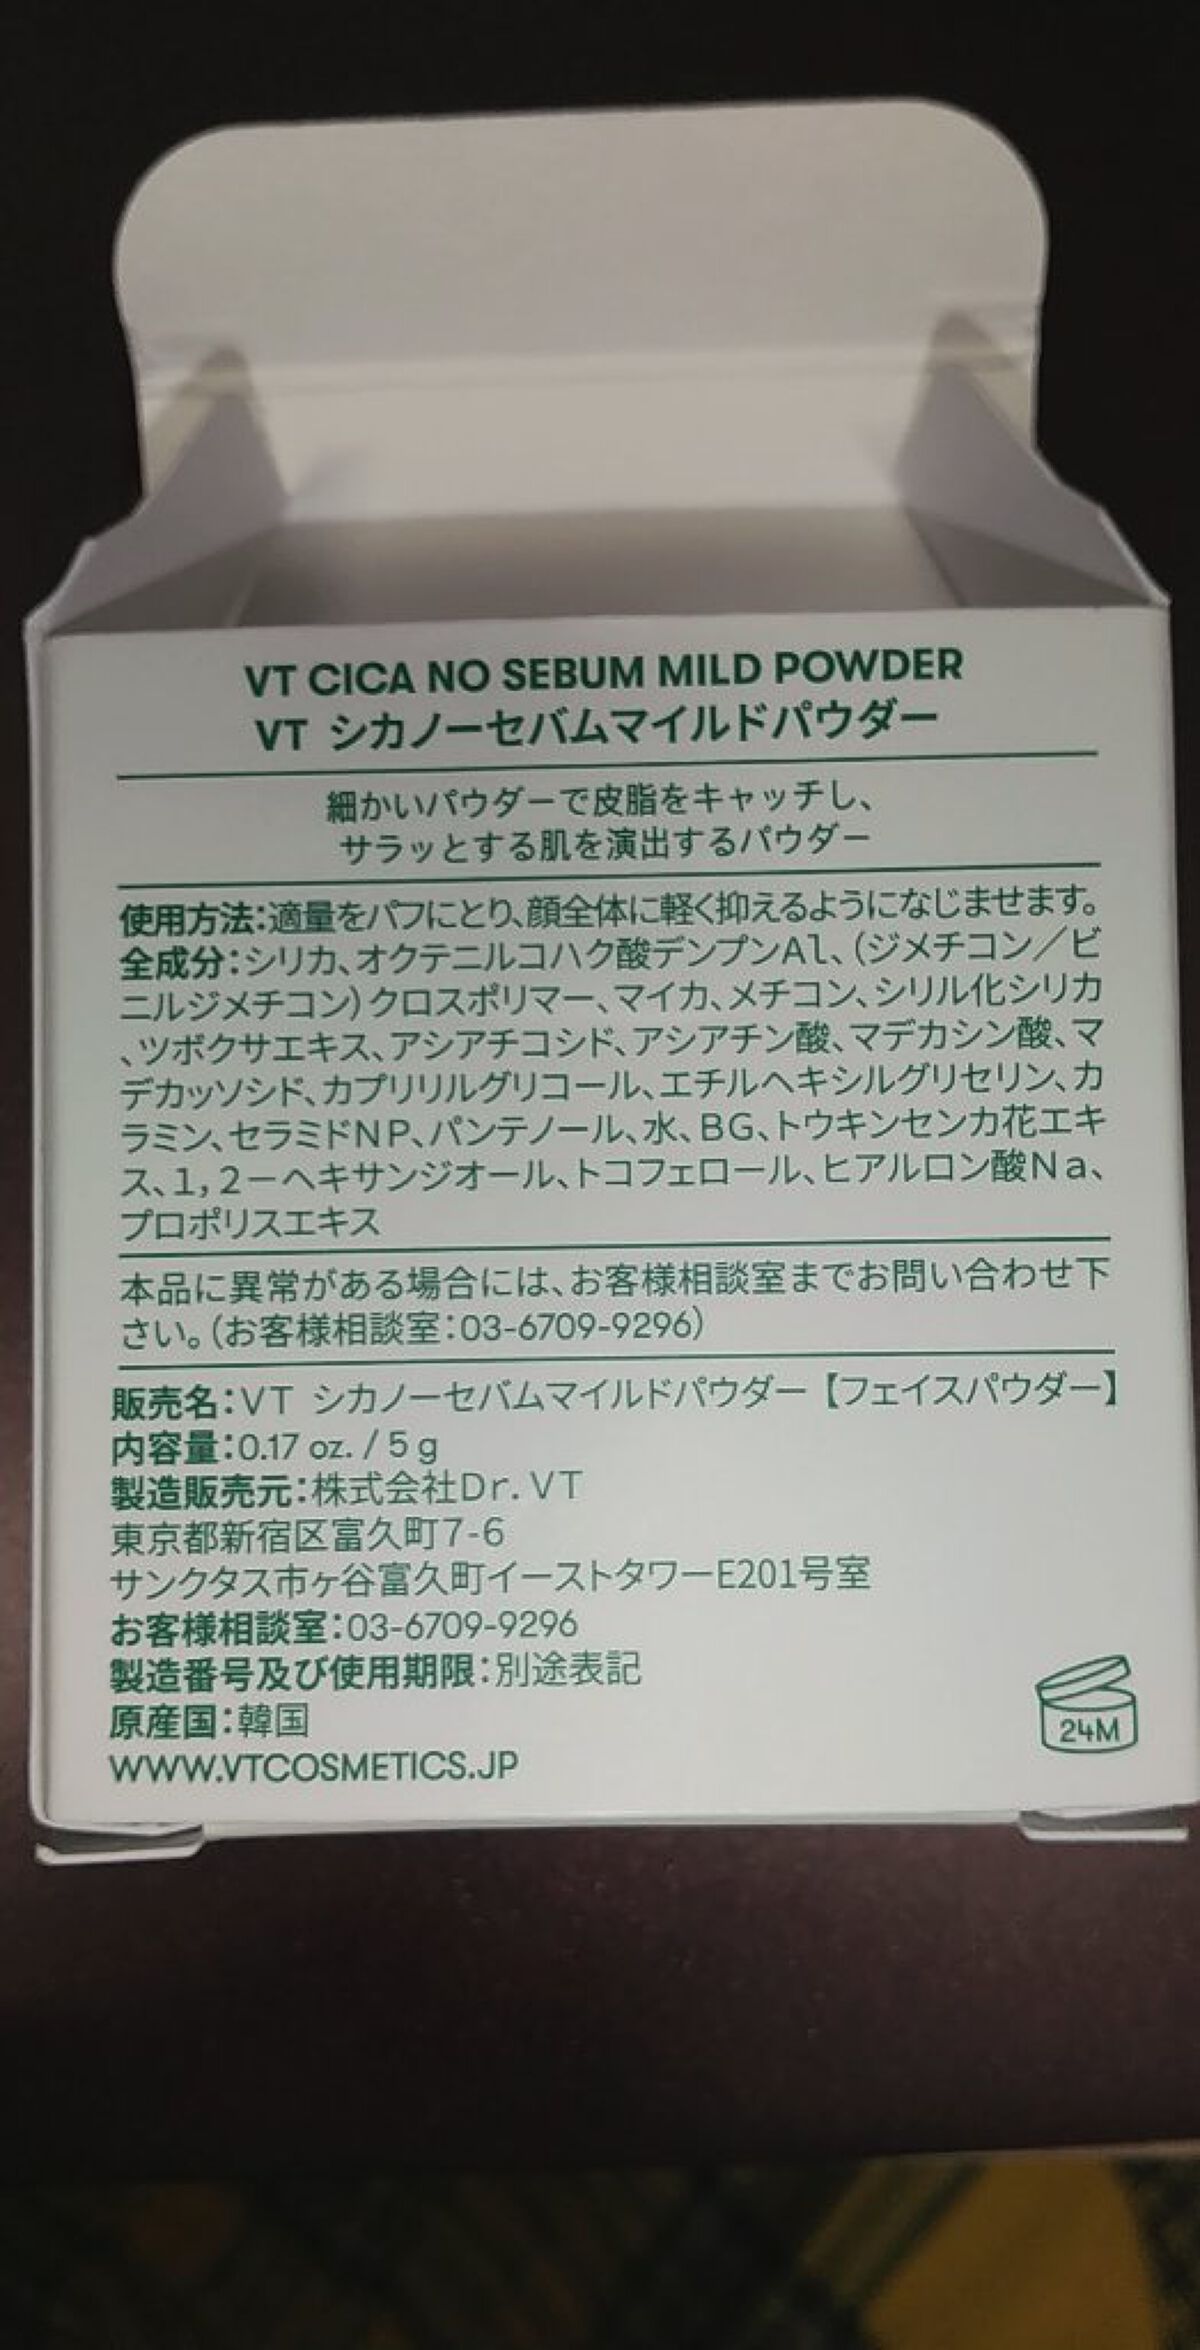 VT CICA NO SEBUM MILD POWDER
VT シカノーセバムマイルドパウダー
細かいパウダーで皮脂をキャッチし、
サラッとする肌を演出するパウダー
使用方法:適量をパフにとり、顔全体に軽く抑えるようになじませます。
全成分:シリカ、オクテニルコハク酸デンプンAl、(ジメチコン/ビ
ニルジメチコン)クロスポリマー、マイカ、メチコン、シリル化シリカ
、ツボクサエキス、アシアチコシド、アシアチン酸、マデカシン酸、マ
デカッソシド、カプリリルグリコール、エチルヘキシルグリセリン、カ
ラミン、セラミドNP、パンテノール、水、BG、トウキンセンカ花エキ
ス、1,2-ヘキサンジオール、トコフェロール、ヒアルロン酸Na、
プロポリスエキス
本品に異常がある場合には、お客様相談室までお問い合わせ下
さい。(お客様相談室:03-6709-9296)
販売名:VT シカノーセバムマイルドパウダー【フェイスパウダー】
内容量:0.17 oz. / 5 g
製造販売元:株式会社Dr. VT
東京都新宿区富久町7-6
サンクタス市ヶ谷富久町イーストタワーE201号室
お客様相談室:03-6709-9296
製造番号及び使用期限:別途表記
原産国:韓国
WWW.VTCOSMETICS.JP
24M